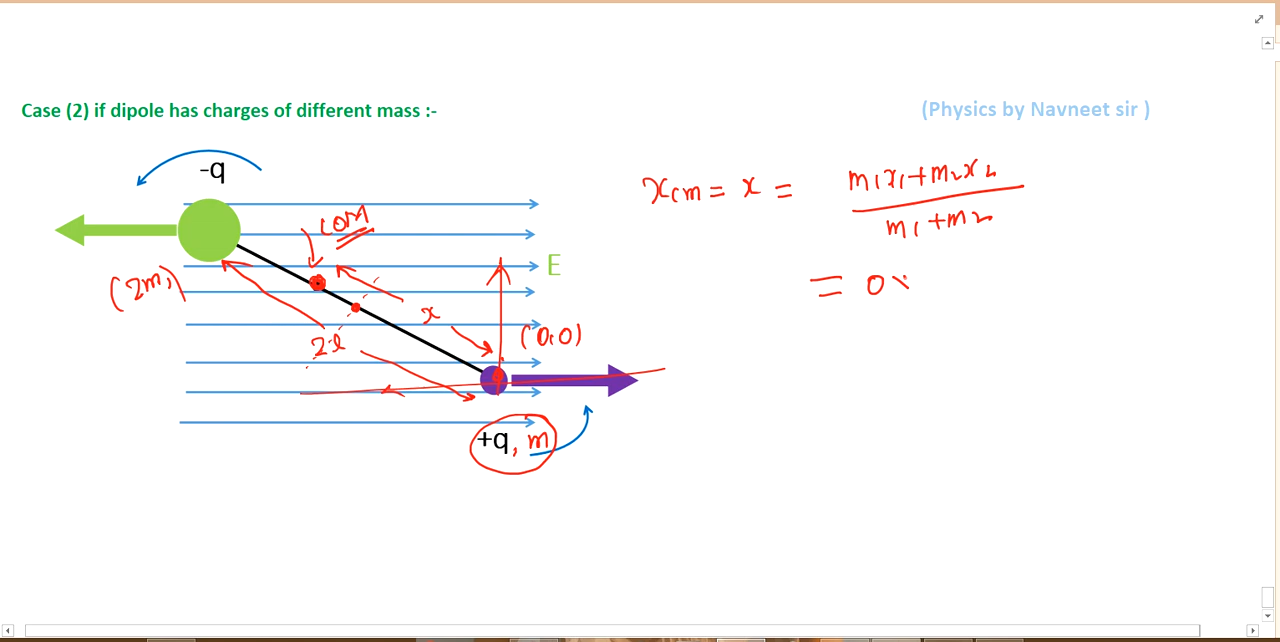 Case (2) if dipole has charges of different mass :-
(Physics by Navneet sir )
-q
COM
E
(2m)
x
2l
(0,0)
+q, m
xcm = x = m1x1+m2x2
m1+m2
= 0×